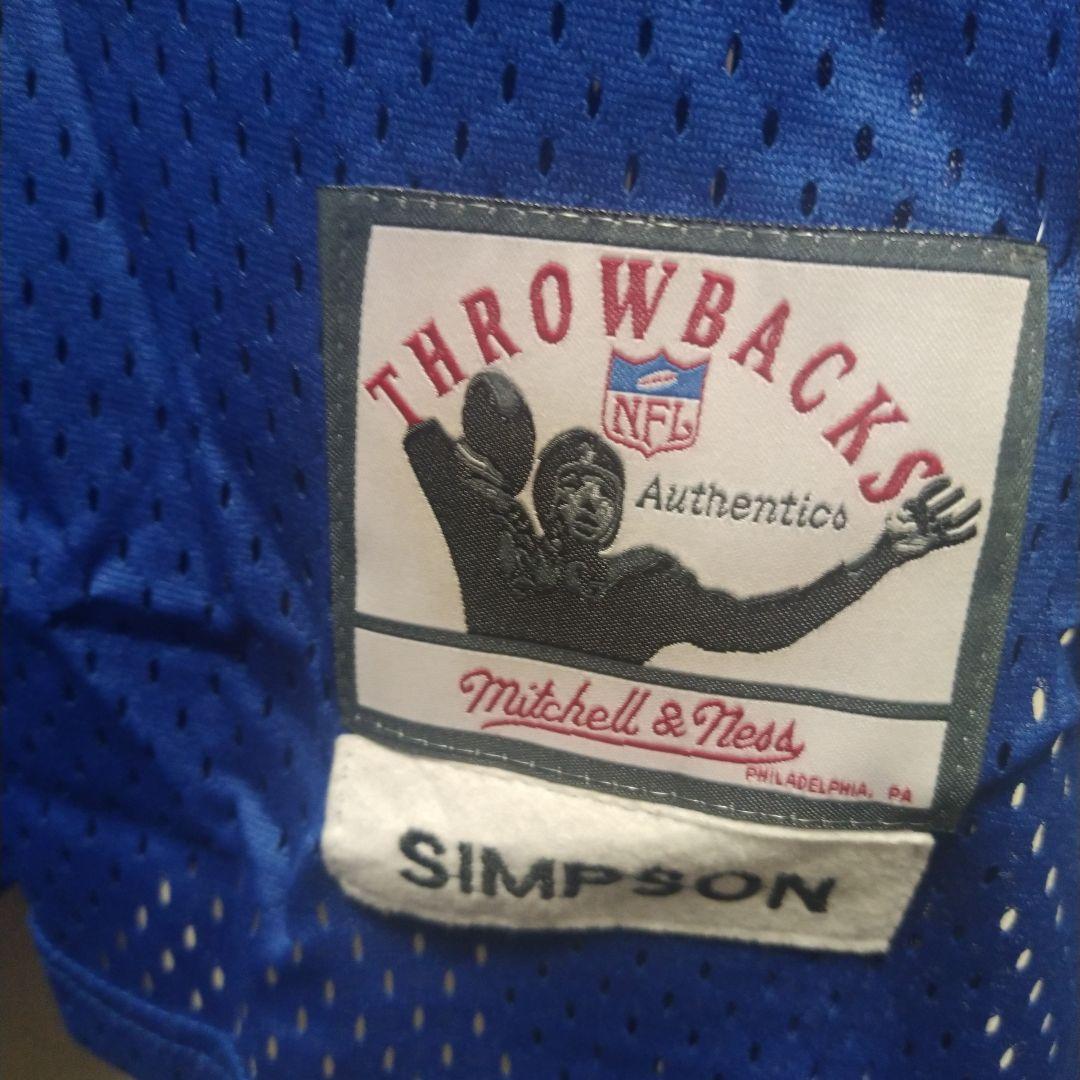 THROWBACKS
NFL
Authentics
Mitchell & Ness
PHILADELPHIA, PA
SIMPSON